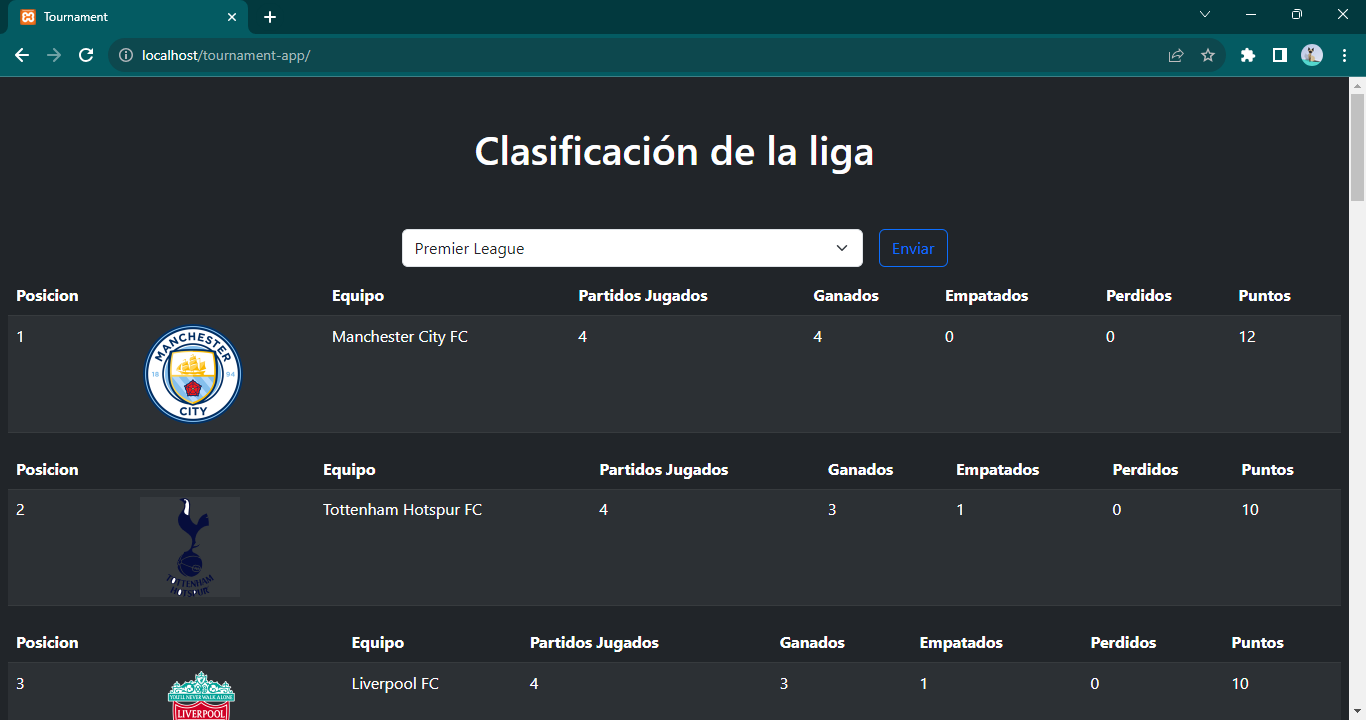 Tournament
localhost/tournament-app/
Clasificación de la liga
Premier League
Enviar
Posicion Equipo Partidos Jugados Ganados Empatados Perdidos Puntos
1 Manchester City FC 4 4 0 0 12
MANCHESTER
18 94
CITY
Posicion Equipo Partidos Jugados Ganados Empatados Perdidos Puntos
2 Tottenham Hotspur FC 4 3 1 0 10
TOTTENHAM
HOTSPUR
Posicion Equipo Partidos Jugados Ganados Empatados Perdidos Puntos
3 Liverpool FC 4 3 1 0 10
YOU'LL NEVER WALK ALONE
LIVERPOOL